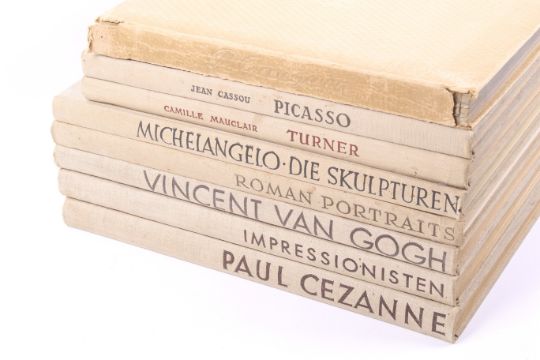 JEAN CASSOU PICASSO
CAMILLE MAUCLAIR TURNER
MICHELANGELO · DIE SKULPTUREN
ROMAN PORTRAITS
VINCENT VAN GOGH
IMPRESSIONISTEN
PAUL CEZANNE